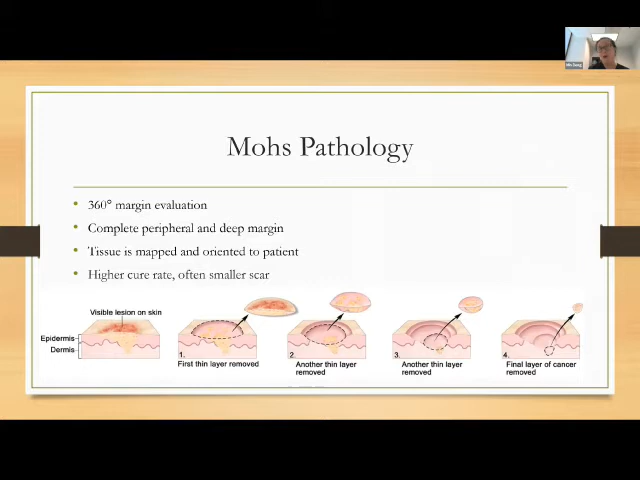 Mohs Pathology
• 360° margin evaluation
• Complete peripheral and deep margin
• Tissue is mapped and oriented to patient
• Higher cure rate, often smaller scar
Visible lesion on skin
Epidermis
Dermis
1.
First thin layer removed
2.
Another thin layer
removed
3.
Another thin layer
removed
4.
Final layer of cancer
removed